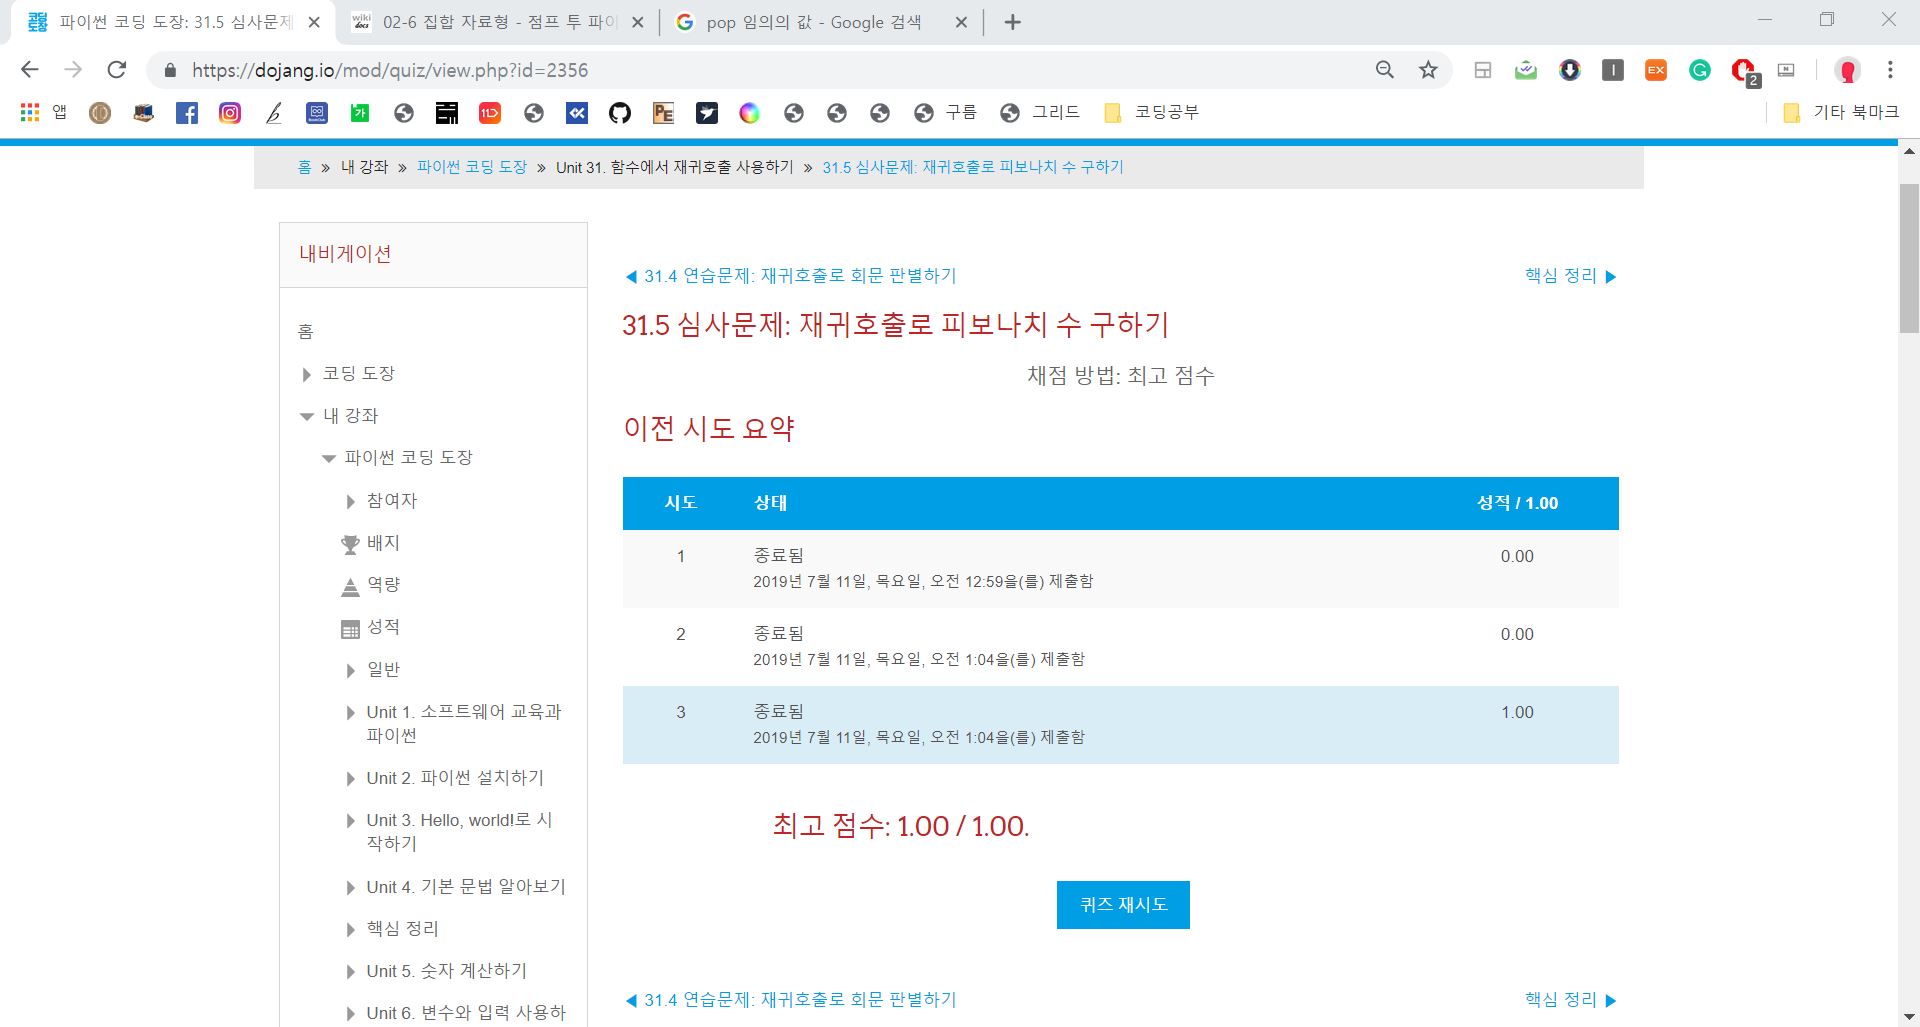 파이썬 코딩 도장: 31.5 심사문제
02-6 집합 자료형 - 점프 투 파이
pop 임의의 값 - Google 검색
https://dojang.io/mod/quiz/view.php?id=2356
2
앱
구름
그리드
코딩공부
기타 북마크
홈 » 내 강좌 » 파이썬 코딩 도장 » Unit 31. 함수에서 재귀호출 사용하기 » 31.5 심사문제: 재귀호출로 피보나치 수 구하기
내비게이션
홈
코딩 도장
내 강좌
파이썬 코딩 도장
참여자
배지
역량
성적
일반
Unit 1. 소프트웨어 교육과
파이썬
Unit 2. 파이썬 설치하기
Unit 3. Hello, world!로 시
작하기
Unit 4. 기본 문법 알아보기
핵심 정리
Unit 5. 숫자 계산하기
Unit 6. 변수와 입력 사용하
◀ 31.4 연습문제: 재귀호출로 회문 판별하기
핵심 정리 ▶
31.5 심사문제: 재귀호출로 피보나치 수 구하기
채점 방법: 최고 점수
이전 시도 요약
시도 상태 성적 / 1.00
1 종료됨 0.00
2019년 7월 11일, 목요일, 오전 12:59을(를) 제출함
2 종료됨 0.00
2019년 7월 11일, 목요일, 오전 1:04을(를) 제출함
3 종료됨 1.00
2019년 7월 11일, 목요일, 오전 1:04을(를) 제출함
최고 점수: 1.00 / 1.00.
퀴즈 재시도
◀ 31.4 연습문제: 재귀호출로 회문 판별하기
핵심 정리 ▶